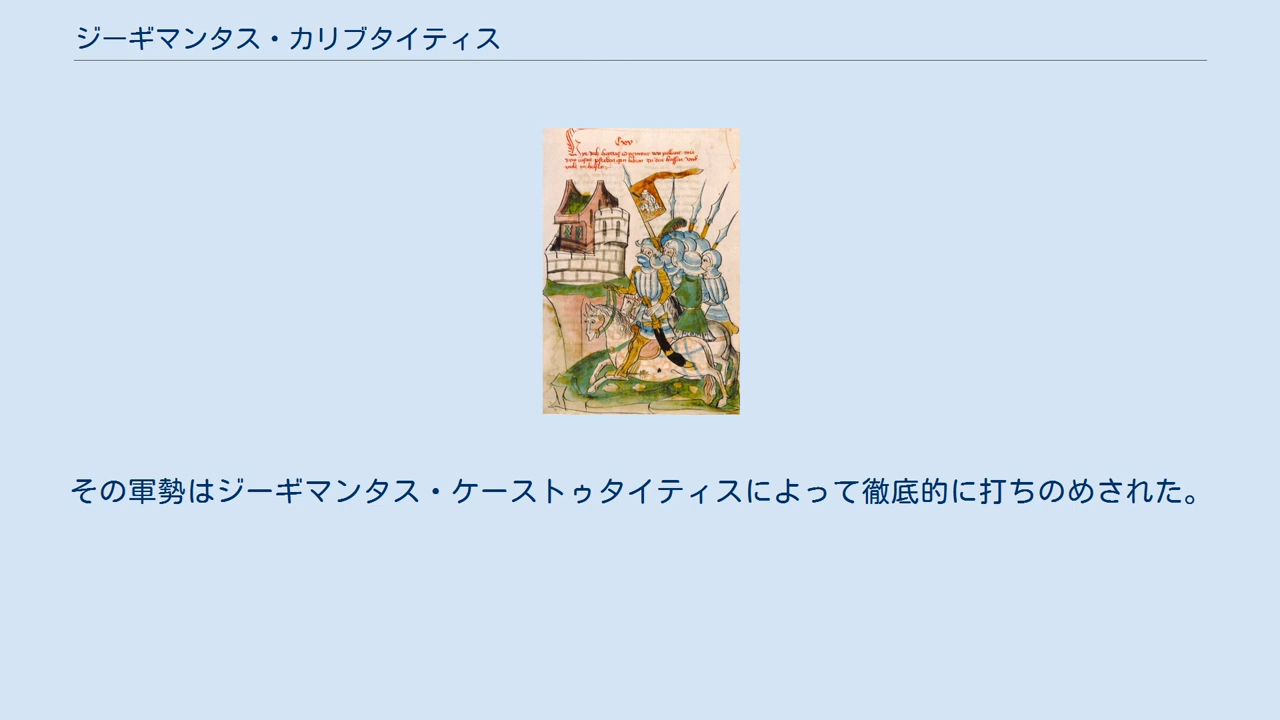 ジーギマンタス・カリブタイティス
その軍勢はジーギマンタス・ケーストゥタイティスによって徹底的に打ちのめされた。